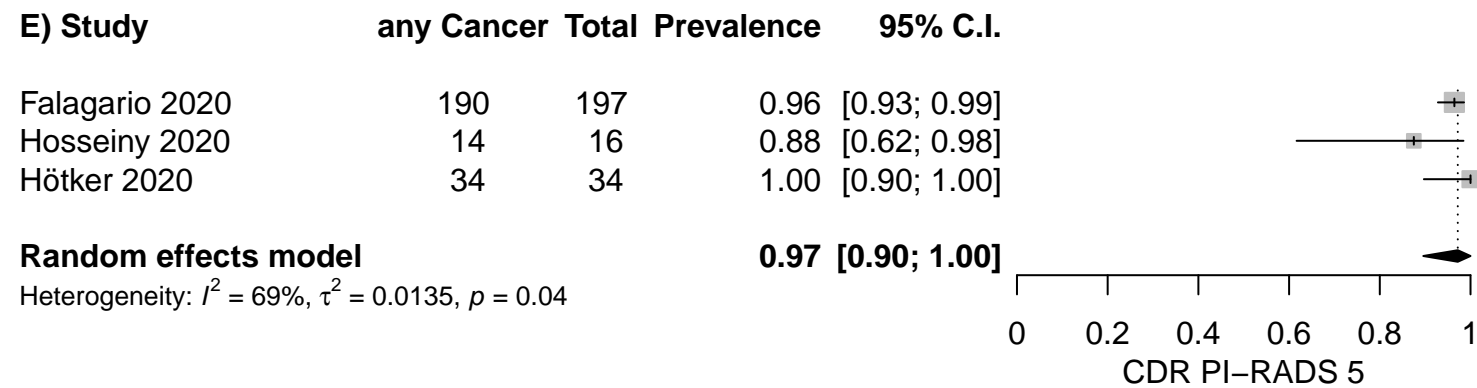 E) Study any Cancer Total Prevalence 95% C.I.
Falagario 2020 190 197 0.96 [0.93; 0.99]
Hosseiny 2020 14 16 0.88 [0.62; 0.98]
Hötker 2020 34 34 1.00 [0.90; 1.00]
Random effects model 0.97 [0.90; 1.00]
Heterogeneity: I² = 69%, τ² = 0.0135, p = 0.04
0 0.2 0.4 0.6 0.8 1
CDR PI−RADS 5